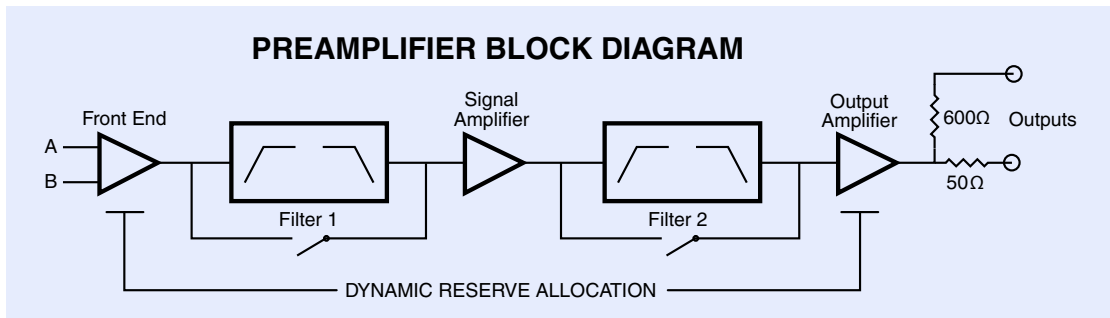 PREAMPLIFIER BLOCK DIAGRAM
Front End
Signal
Amplifier
Output
Amplifier
A
B
600Ω
Outputs
50Ω
Filter 1
Filter 2
DYNAMIC RESERVE ALLOCATION